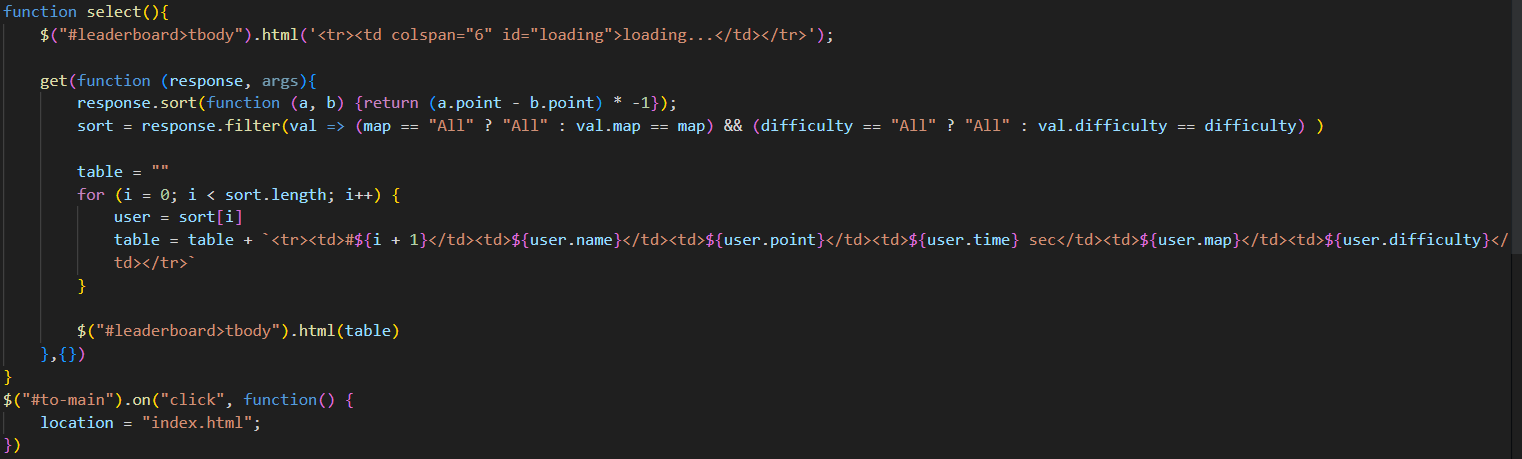 function select(){
    $("#leaderboard>tbody").html('<tr><td colspan="6" id="loading">loading...</td></tr>');
    get(function (response, args){
        response.sort(function (a, b) {return (a.point - b.point) * -1});
        sort = response.filter(val => (map == "All" ? "All" : val.map == map) && (difficulty == "All" ? "All" : val.difficulty == difficulty) )
        table = ""
        for (i = 0; i < sort.length; i++) {
            user = sort[i]
            table = table + `<tr><td>#${i + 1}</td><td>${user.name}</td><td>${user.point}</td><td>${user.time} sec</td><td>${user.map}</td><td>${user.difficulty}</
            td></tr>`
        }
        $("#leaderboard>tbody").html(table)
    },{})
}
$("#to-main").on("click", function() {
    location = "index.html";
})